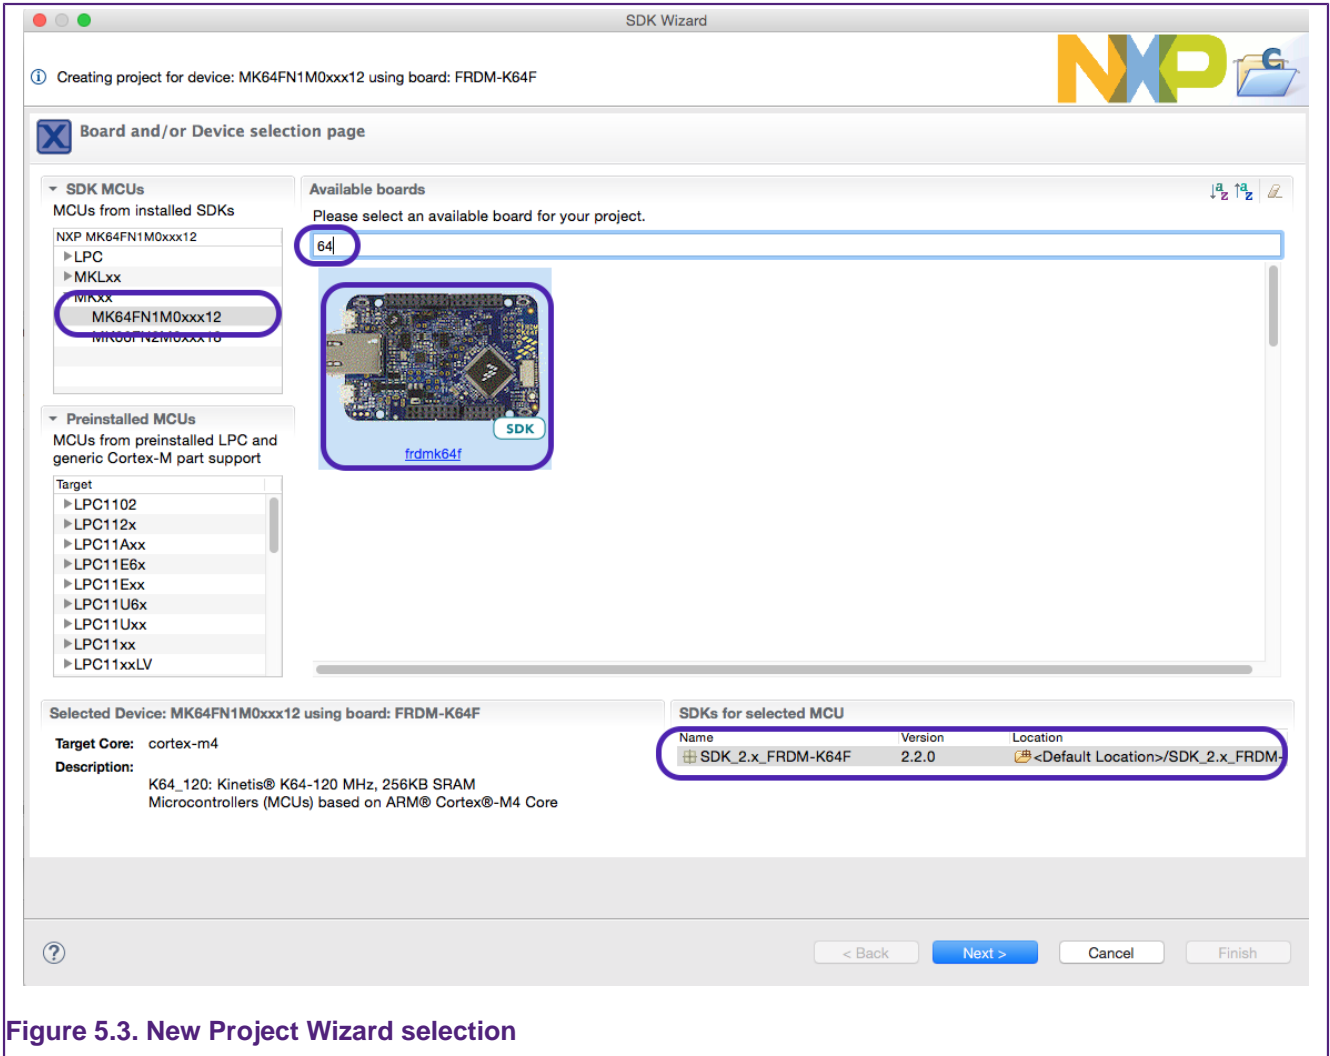 SDK Wizard
Creating project for device: MK64FN1M0xxx12 using board: FRDM-K64F
NXP
Board and/or Device selection page
SDK MCUs
MCUs from installed SDKs
NXP MK64FN1M0xxx12
LPC
MKLxx
MKxx
MK64FN1M0xxx12
MK66FN2M0xxx18
Preinstalled MCUs
MCUs from preinstalled LPC and
generic Cortex-M part support
Target
LPC1102
LPC112x
LPC11Axx
LPC11E6x
LPC11Exx
LPC11U6x
LPC11Uxx
LPC11xx
LPC11xxLV
Available boards
Please select an available board for your project.
64
FRDM
K64F
SDK
frdmk64f
Selected Device: MK64FN1M0xxx12 using board: FRDM-K64F
Target Core: cortex-m4
Description:
K64_120: Kinetis® K64-120 MHz, 256KB SRAM
Microcontrollers (MCUs) based on ARM® Cortex®-M4 Core
SDKs for selected MCU
Name Version Location
SDK_2.x_FRDM-K64F 2.2.0 <Default Location>/SDK_2.x_FRDM-
< Back Next > Cancel Finish
Figure 5.3. New Project Wizard selection